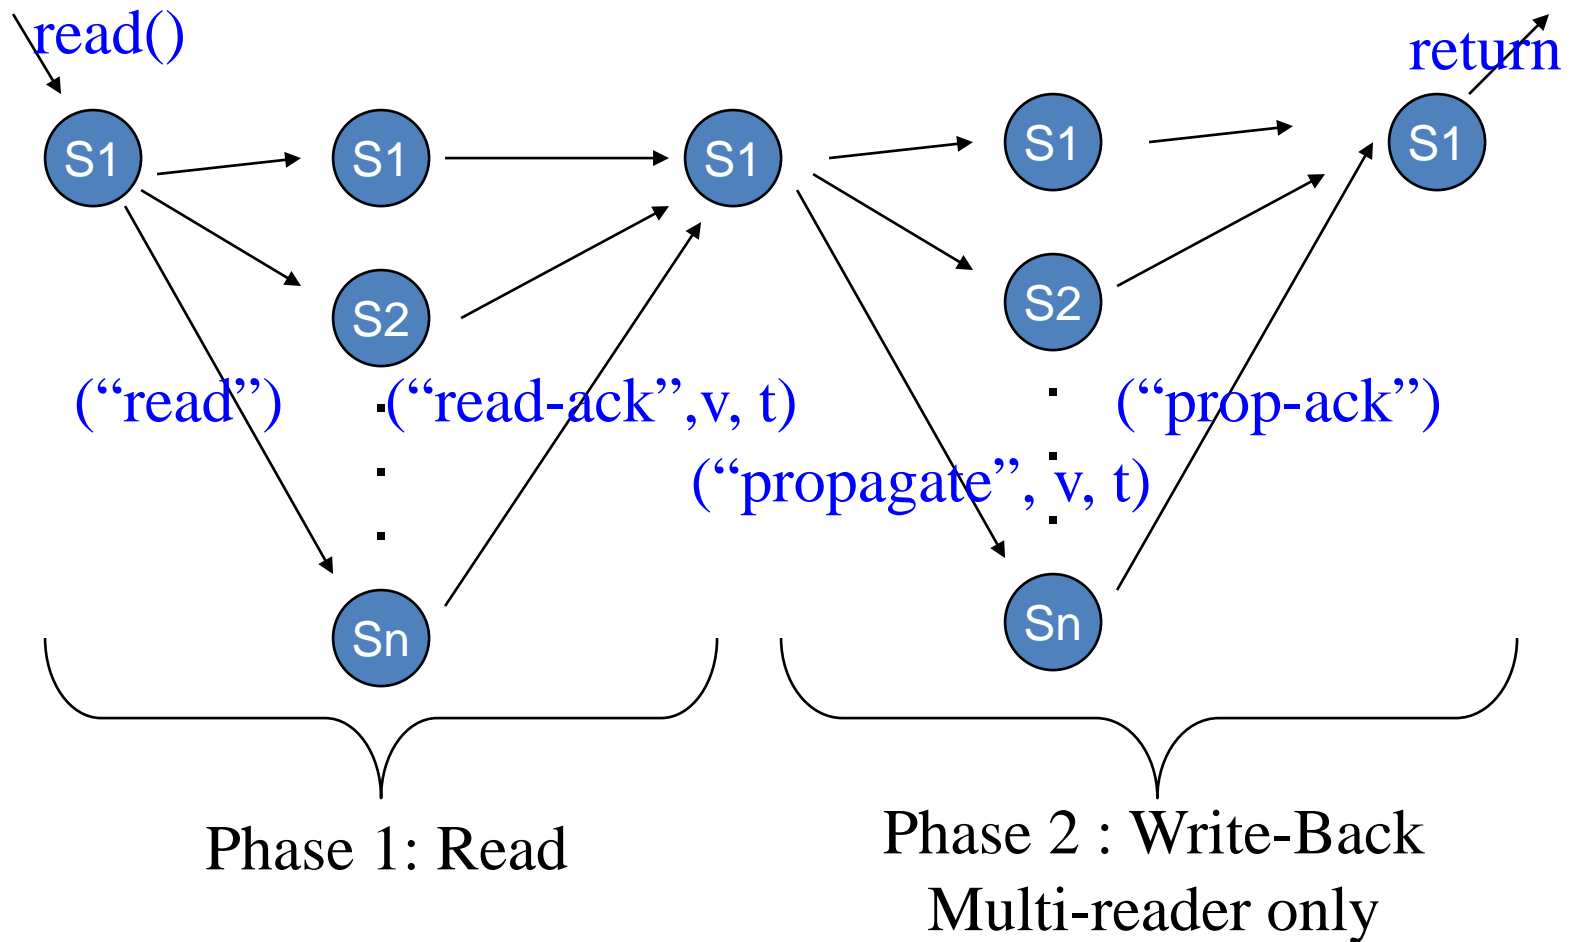 read()
return
S1
S1
S1
S1
S1
S2
S2
(“read”)
(“read-ack”,v, t)
(“prop-ack”)
(“propagate”, v, t)
.
.
.
.
.
.
Sn
Sn
Phase 1: Read
Phase 2 : Write-Back
Multi-reader only